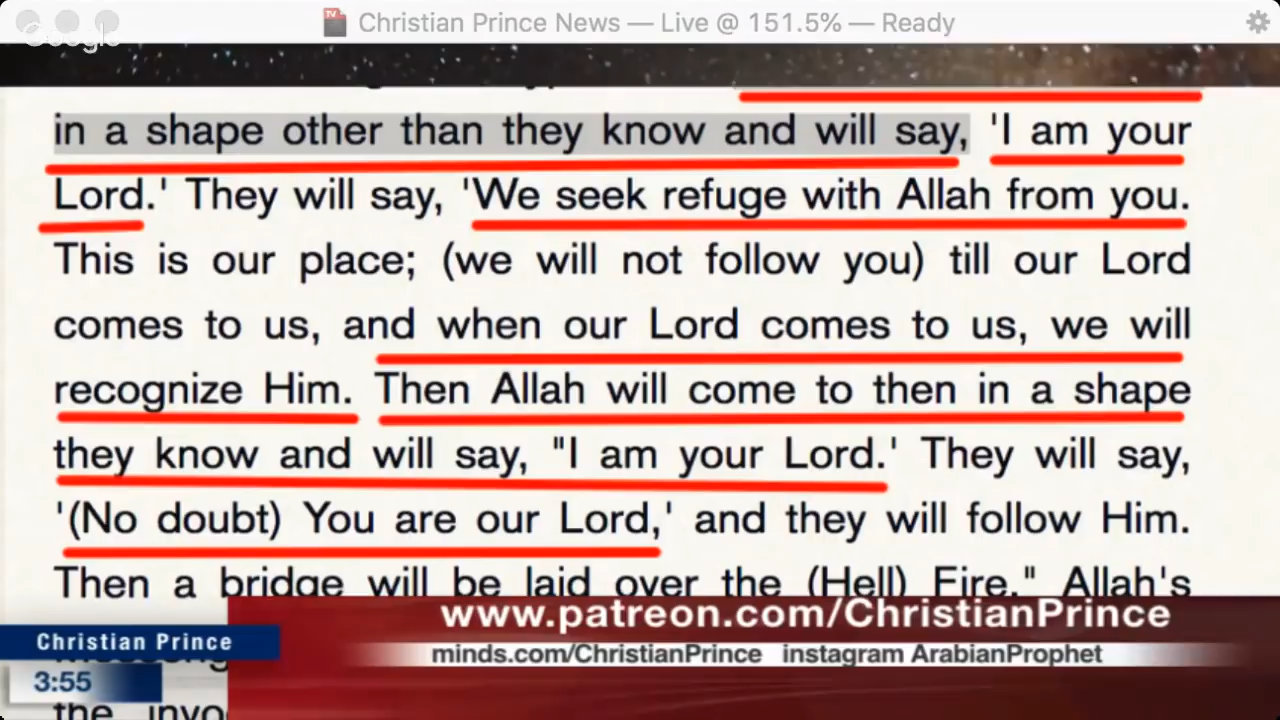 Christian Prince News — Live @ 151.5% — Ready
Google
in a shape other than they know and will say, 'I am your
Lord.' They will say, 'We seek refuge with Allah from you.
This is our place; (we will not follow you) till our Lord
comes to us, and when our Lord comes to us, we will
recognize Him. Then Allah will come to then in a shape
they know and will say, "I am your Lord.' They will say,
'(No doubt) You are our Lord,' and they will follow Him.
Then a bridge will be laid over the (Hell) Fire." Allah's
www.patreon.com/ChristianPrince
Christian Prince
minds.com/ChristianPrince instagram ArabianProphet
3:55
the